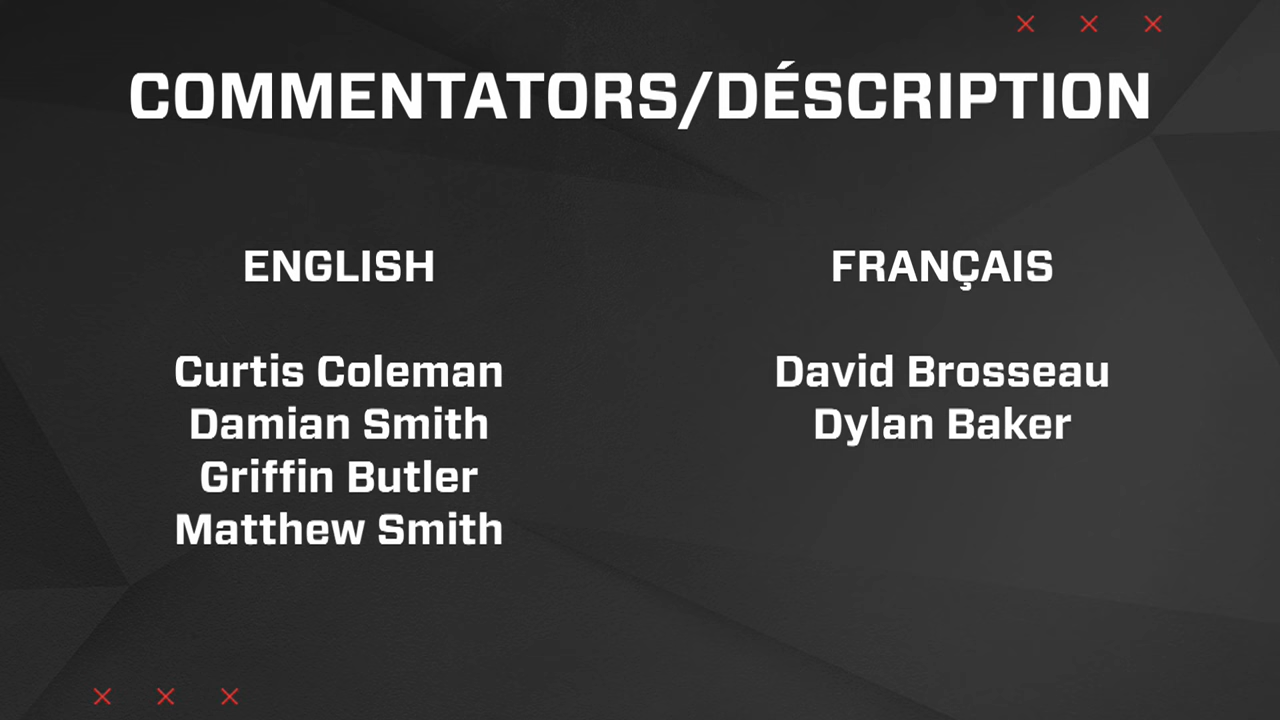 COMMENTATORS/DÉSCRIPTION
ENGLISH
Curtis Coleman
Damian Smith
Griffin Butler
Matthew Smith
FRANÇAIS
David Brosseau
Dylan Baker